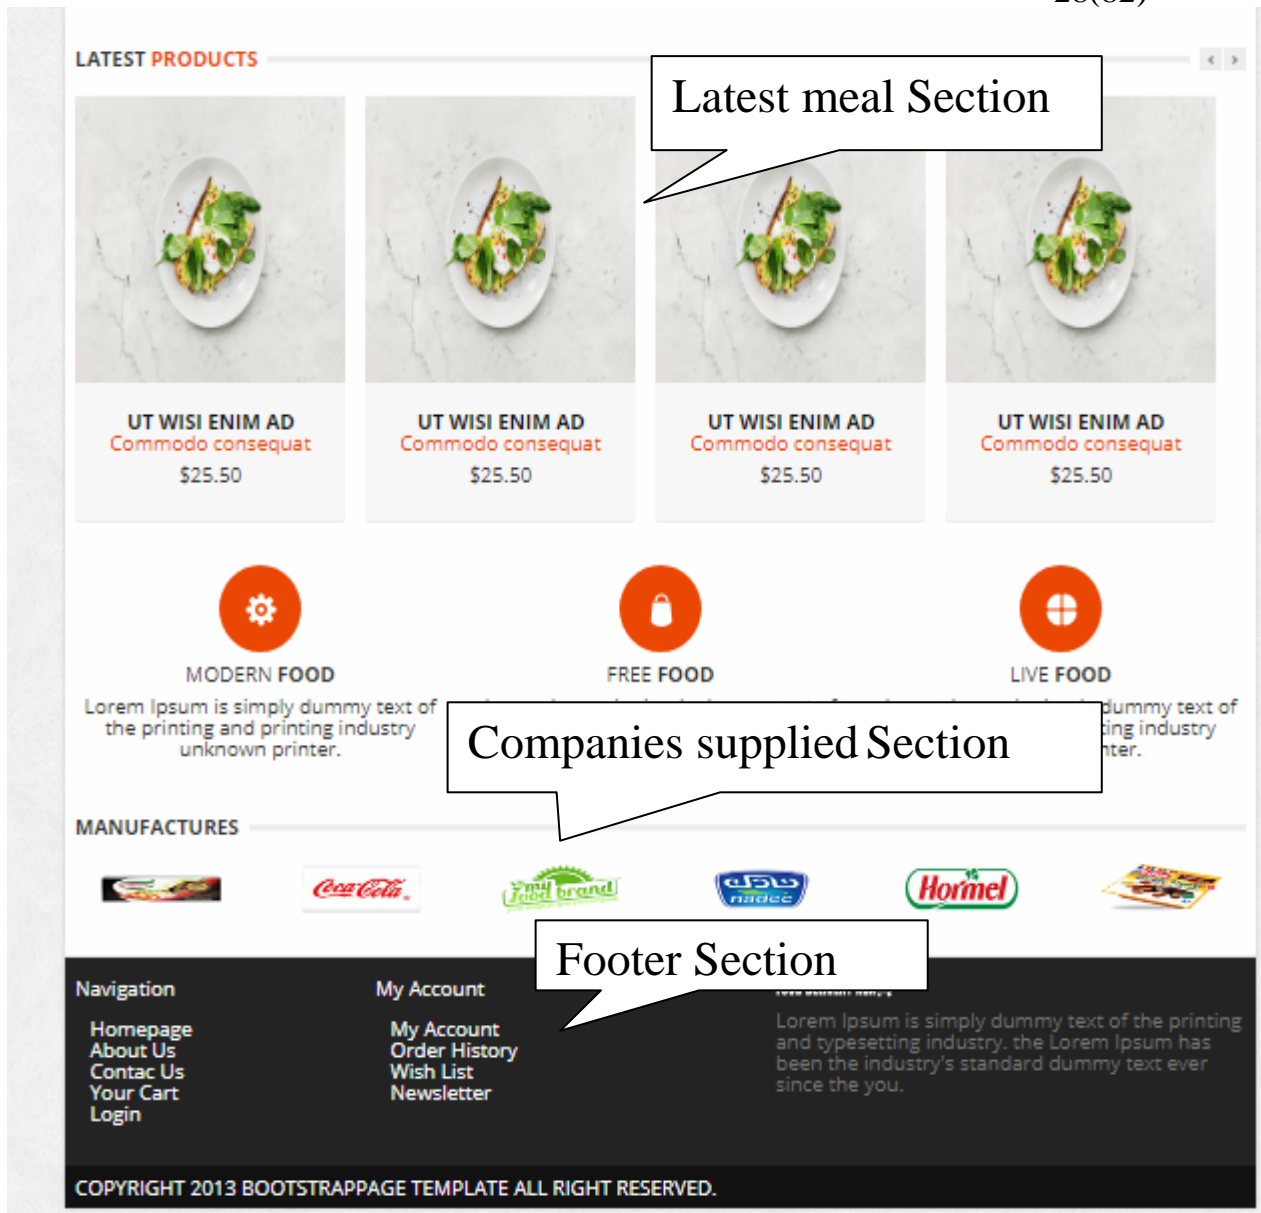 LATEST PRODUCTS
Latest meal Section
UT WISI ENIM AD
Commodo consequat
$25.50
UT WISI ENIM AD
Commodo consequat
$25.50
UT WISI ENIM AD
Commodo consequat
$25.50
UT WISI ENIM AD
Commodo consequat
$25.50
MODERN FOOD
Lorem Ipsum is simply dummy text of
the printing and printing industry
unknown printer.
FREE FOOD
LIVE FOOD
dummy text of
industry
Companies supplied Section
MANUFACTURES
Coca-Cola
my
food brand
نادك
nadec
Hormel
Footer Section
Navigation
Homepage
About Us
Contac Us
Your Cart
Login
My Account
My Account
Order History
Wish List
Newsletter
Lorem Ipsum is simply dummy text of the printing
and typesetting industry. the Lorem Ipsum has
been the industry's standard dummy text ever
since the you.
COPYRIGHT 2013 BOOTSTRAPPAGE TEMPLATE ALL RIGHT RESERVED.